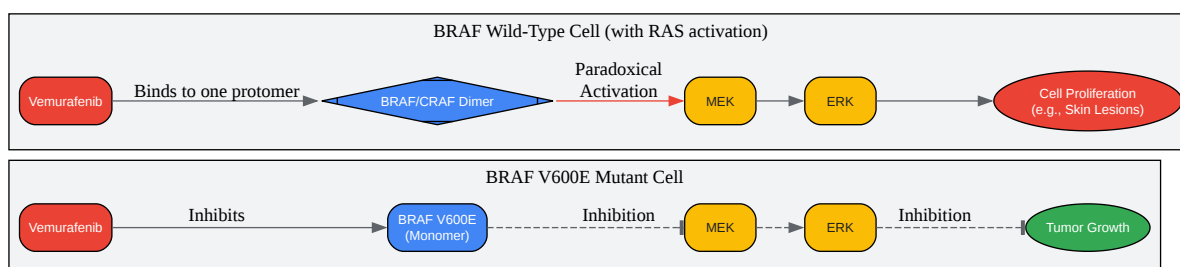 BRAF Wild-Type Cell (with RAS activation)
Vemurafenib
Binds to one protomer
BRAF/CRAF Dimer
Paradoxical
Activation
MEK
ERK
Cell Proliferation
(e.g., Skin Lesions)
BRAF V600E Mutant Cell
Vemurafenib
Inhibits
BRAF V600E
(Monomer)
Inhibition
MEK
ERK
Inhibition
Tumor Growth